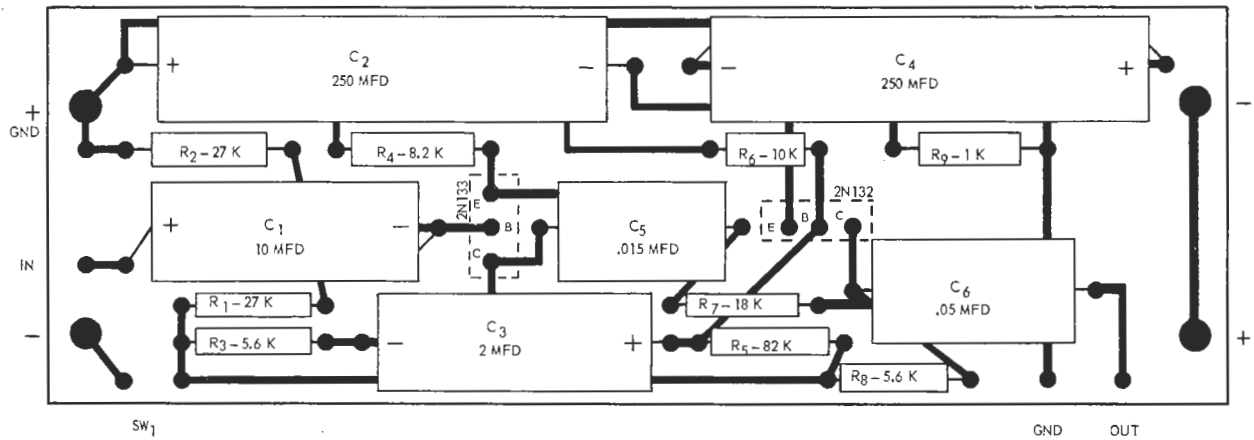 C2
250 MFD
+
−
C4
250 MFD
−
+
+
GND
−
R2−27 K
R4−8.2 K
R6−10 K
R9−1 K
2N133
E
B
C
2N132
E
B
C
+
C1
10 MFD
−
C5
.015 MFD
IN
R1−27 K
R7−18 K
C6
.05 MFD
−
R3−5.6 K
−
C3
2 MFD
+
R5−82 K
+
R8−5.6 K
SW1
GND
OUT